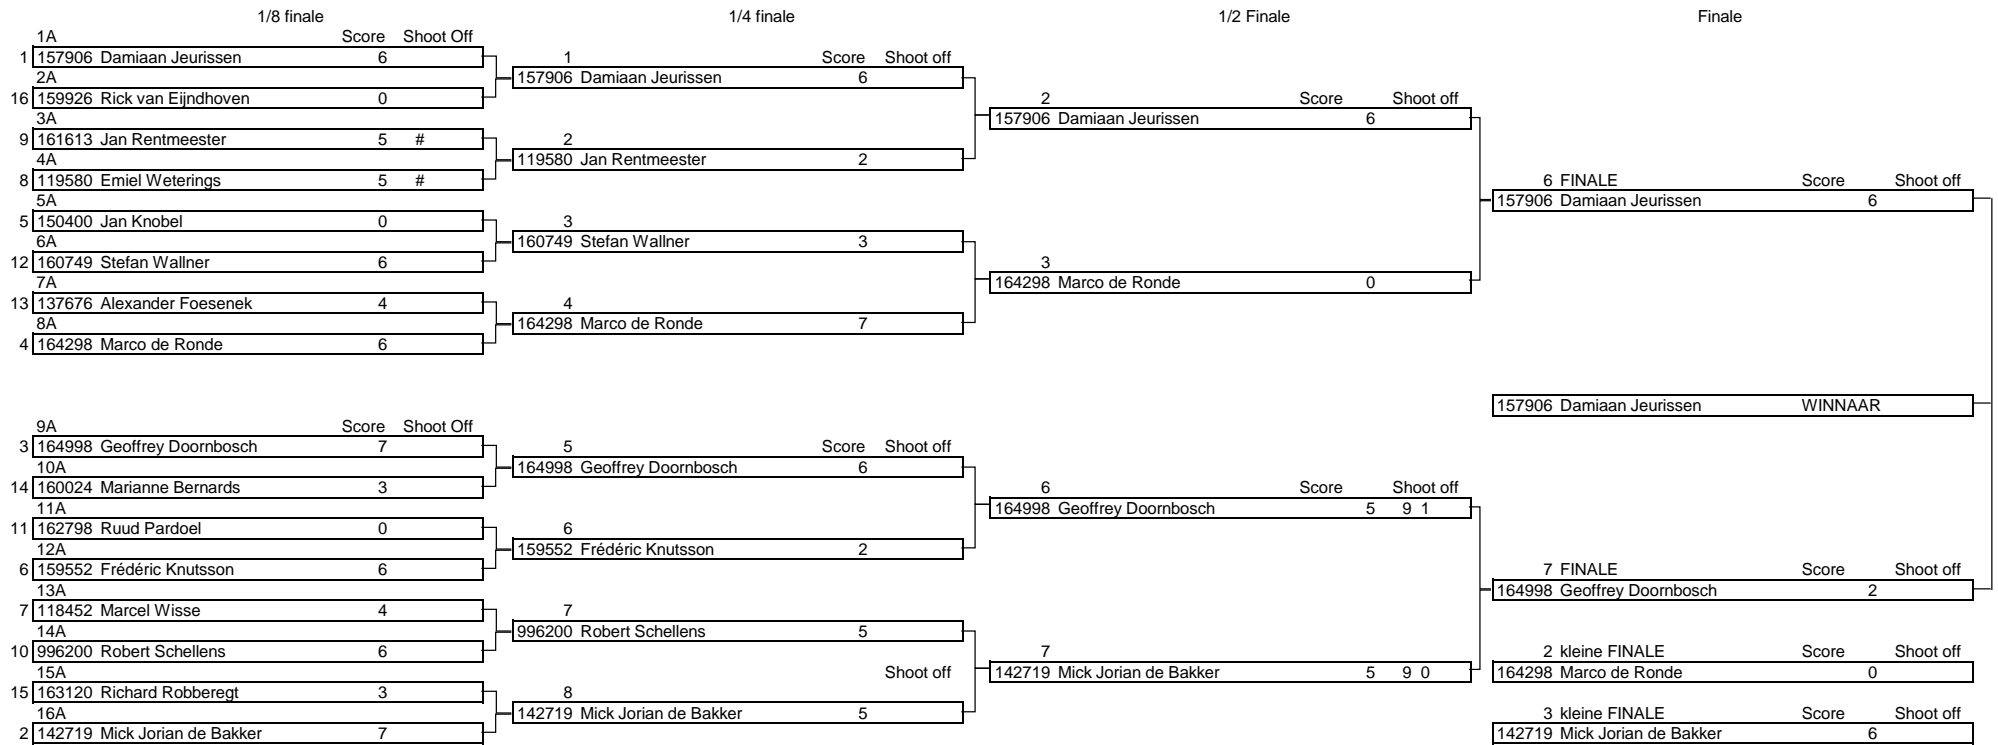 1/8 finale 1/4 finale 1/2 Finale Finale
1A Score Shoot Off
1 157906 Damiaan Jeurissen 6
2A
16 159926 Rick van Eijndhoven 0
3A
9 161613 Jan Rentmeester 5 #
4A
8 119580 Emiel Weterings 5 #
5A
5 150400 Jan Knobel 0
6A
12 160749 Stefan Wallner 6
7A
13 137676 Alexander Foesenek 4
8A
4 164298 Marco de Ronde 6
9A Score Shoot Off
3 164998 Geoffrey Doornbosch 7
10A
14 160024 Marianne Bernards 3
11A
11 162798 Ruud Pardoel 0
12A
6 159552 Frédéric Knutsson 6
13A
7 118452 Marcel Wisse 4
14A
10 996200 Robert Schellens 6
15A
15 163120 Richard Robberegt 3
16A
2 142719 Mick Jorian de Bakker 7
1 Score Shoot off
157906 Damiaan Jeurissen 6
2
119580 Jan Rentmeester 2
3
160749 Stefan Wallner 3
4
164298 Marco de Ronde 7
5 Score Shoot off
164998 Geoffrey Doornbosch 6
6
159552 Frédéric Knutsson 2
7
996200 Robert Schellens 5
Shoot off
8
142719 Mick Jorian de Bakker 5
2 Score Shoot off
157906 Damiaan Jeurissen 6
3
164298 Marco de Ronde 0
6 Score Shoot off
164998 Geoffrey Doornbosch 5 9 1
7
142719 Mick Jorian de Bakker 5 9 0
6 FINALE Score Shoot off
157906 Damiaan Jeurissen 6
157906 Damiaan Jeurissen WINNAAR
7 FINALE Score Shoot off
164998 Geoffrey Doornbosch 2
2 kleine FINALE Score Shoot off
164298 Marco de Ronde 0
3 kleine FINALE Score Shoot off
142719 Mick Jorian de Bakker 6